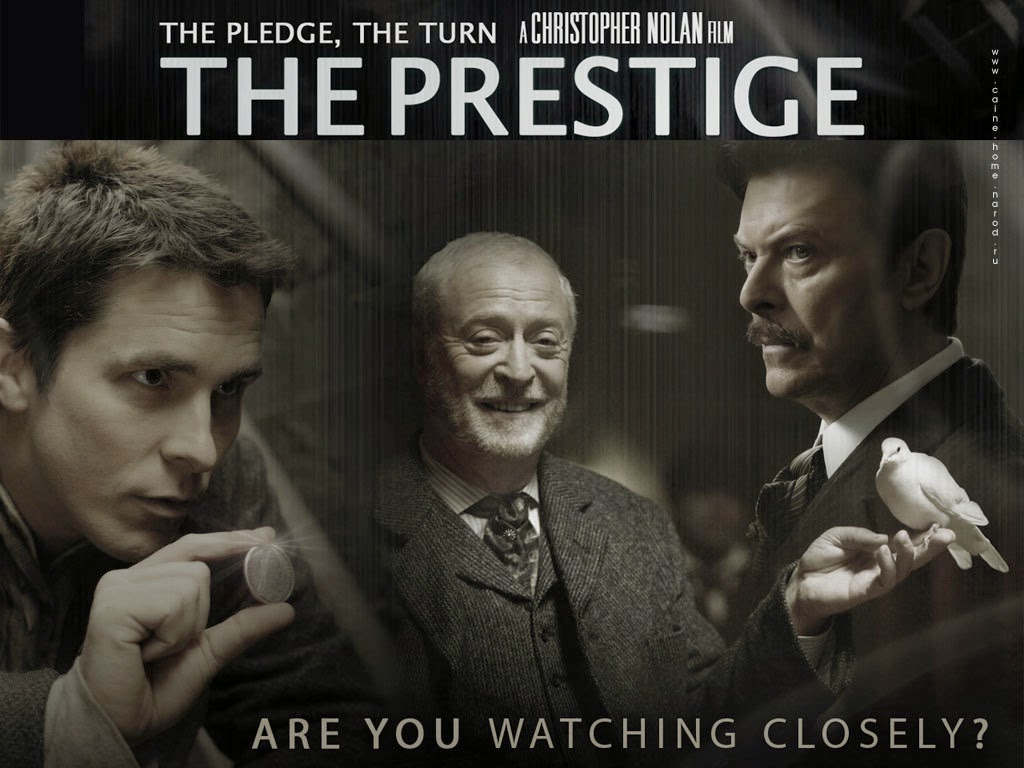 THE PLEDGE, THE TURN A CHRISTOPHER NOLAN FILM
THE PRESTIGE
www.caine-home.narod.ru
ARE YOU WATCHING CLOSELY?